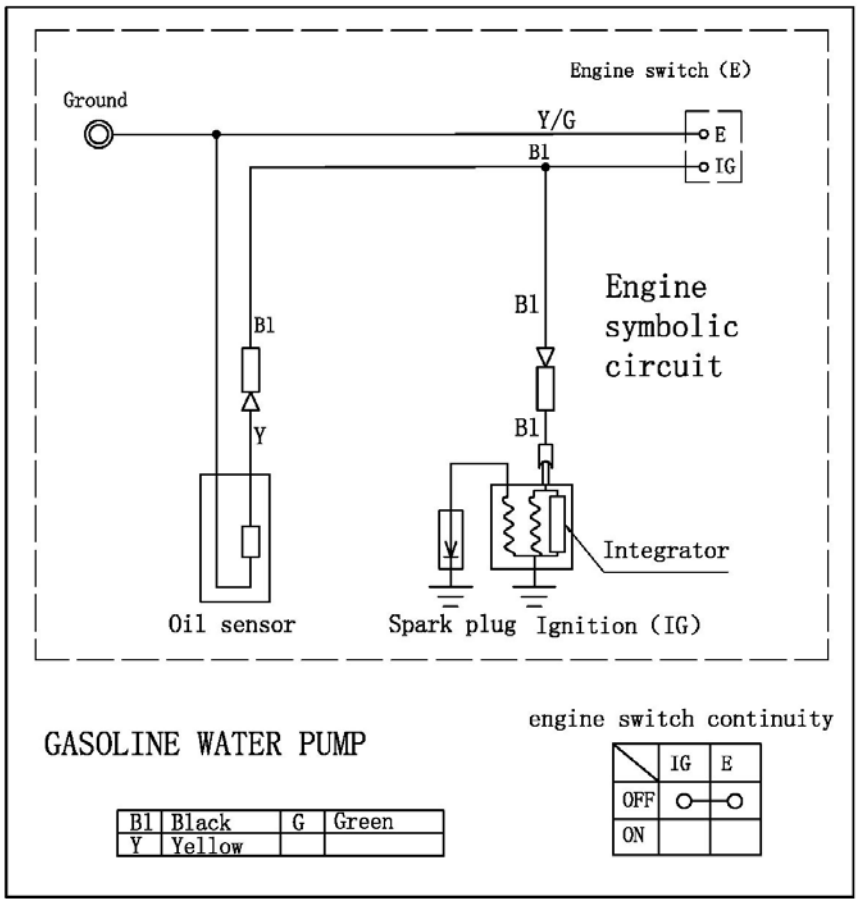 Engine switch (E)
Ground
Y/G
E
Bl
IG
Engine
symbolic
circuit
Bl
Bl
Bl
Y
Integrator
Oil sensor
Spark plug
Ignition (IG)
GASOLINE WATER PUMP
engine switch continuity
IG E
OFF
ON
Bl Black G Green
Y Yellow